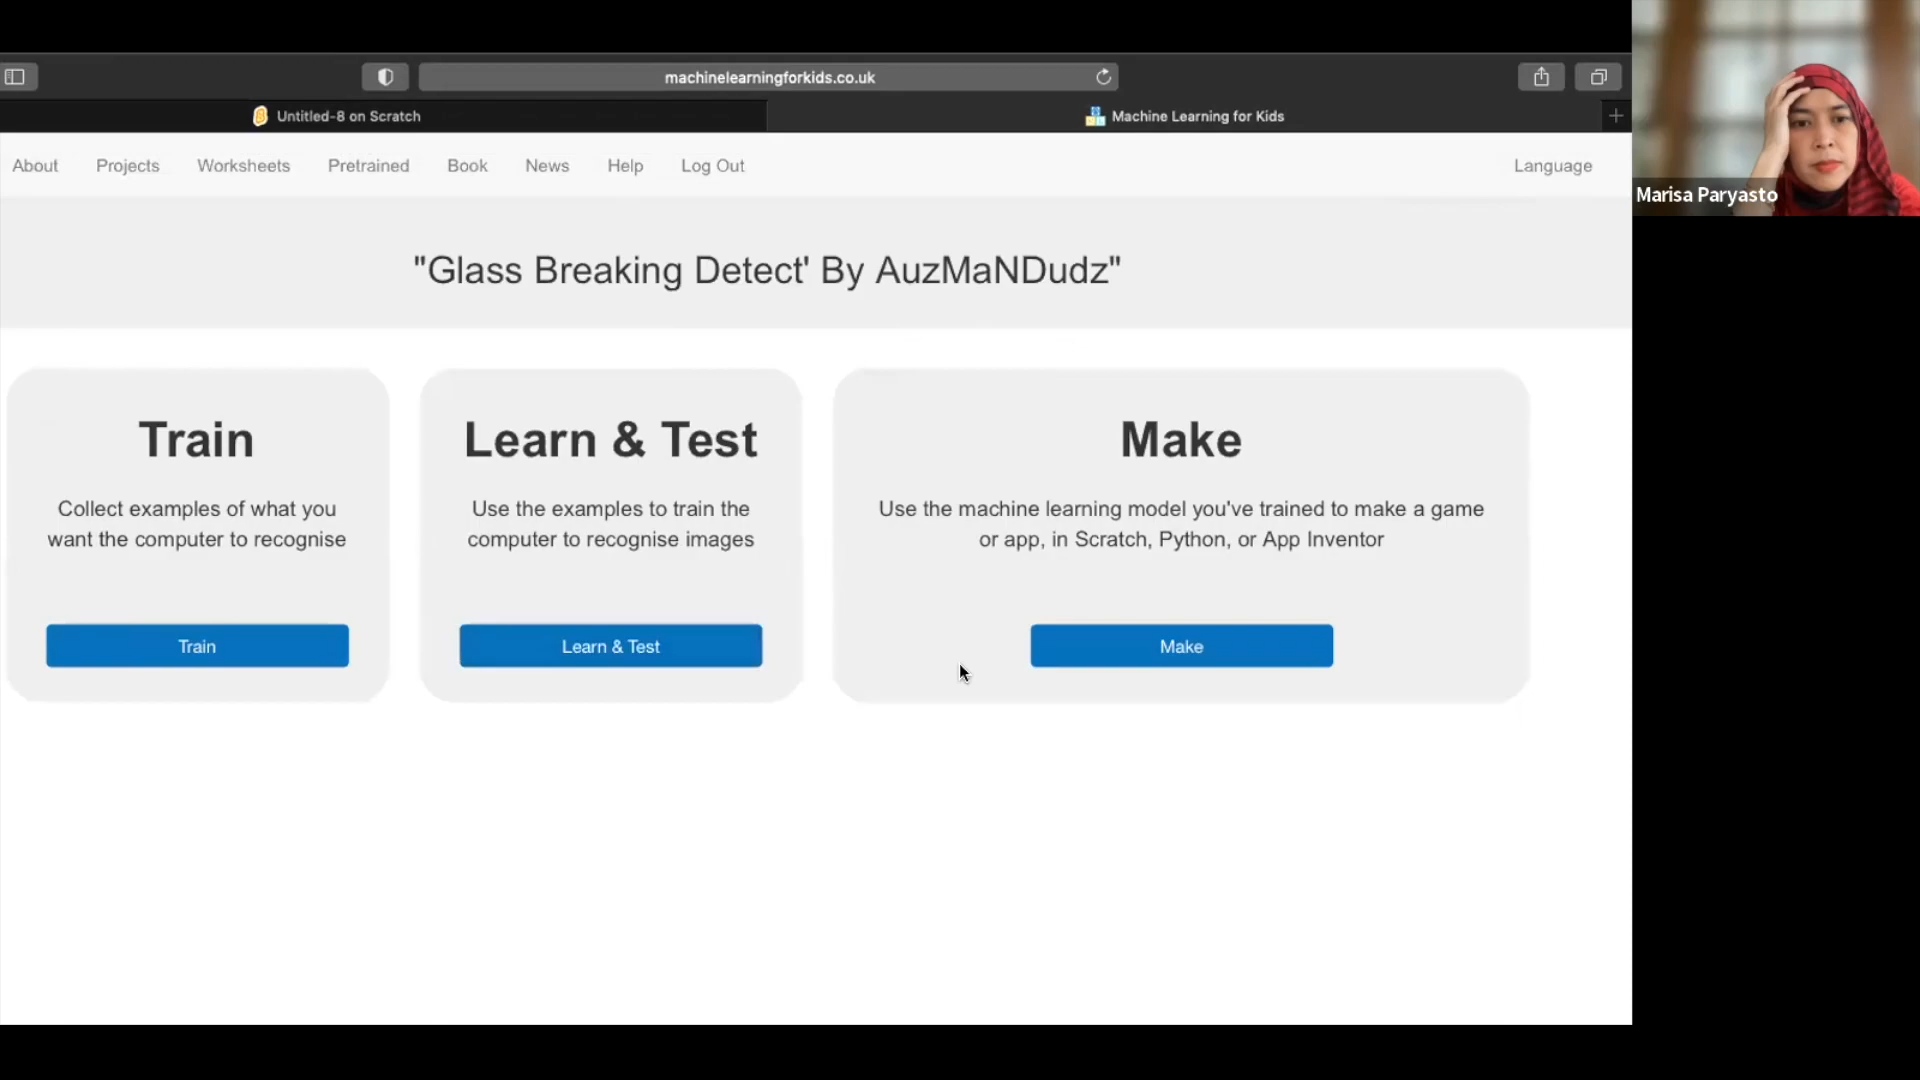 machinelearningforkids.co.uk
Untitled-8 on Scratch
Machine Learning for Kids
About Projects Worksheets Pretrained Book News Help Log Out Language
"Glass Breaking Detect' By AuzMaNDudz"
Train
Collect examples of what you
want the computer to recognise
Train
Learn & Test
Use the examples to train the
computer to recognise images
Learn & Test
Make
Use the machine learning model you've trained to make a game
or app, in Scratch, Python, or App Inventor
Make
Marisa Paryasto